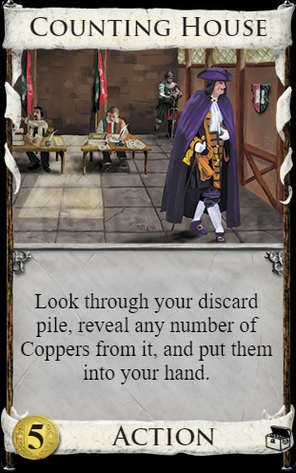 COUNTING HOUSE
Look through your discard
pile, reveal any number of
Coppers from it, and put them
into your hand.
5
ACTION